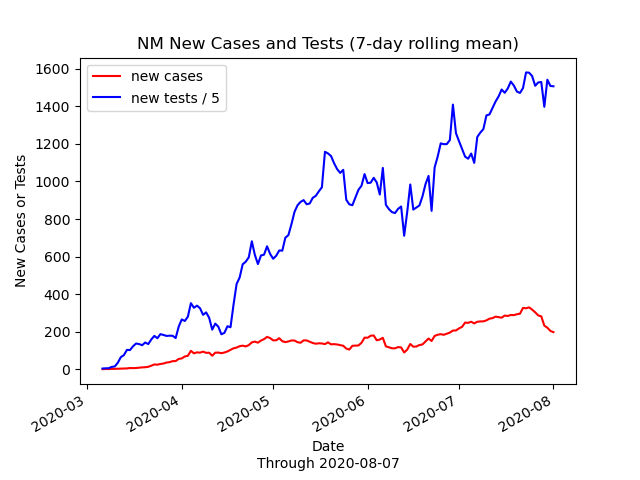 NM New Cases and Tests (7-day rolling mean)
new cases
new tests / 5
New Cases or Tests
1600
1400
1200
1000
800
600
400
200
0
2020-03
2020-04
2020-05
2020-06
2020-07
2020-08
Date
Through 2020-08-07